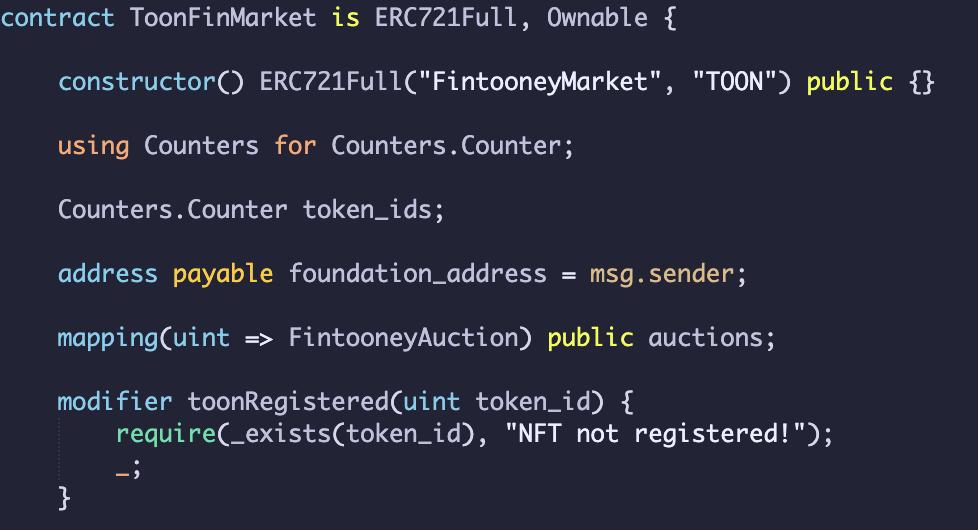 contract ToonFinMarket is ERC721Full, Ownable {
constructor() ERC721Full("FintooneyMarket", "TOON") public {}
using Counters for Counters.Counter;
Counters.Counter token_ids;
address payable foundation_address = msg.sender;
mapping(uint => FintooneyAuction) public auctions;
modifier toonRegistered(uint token_id) {
require(_exists(token_id), "NFT not registered!");
_;
}